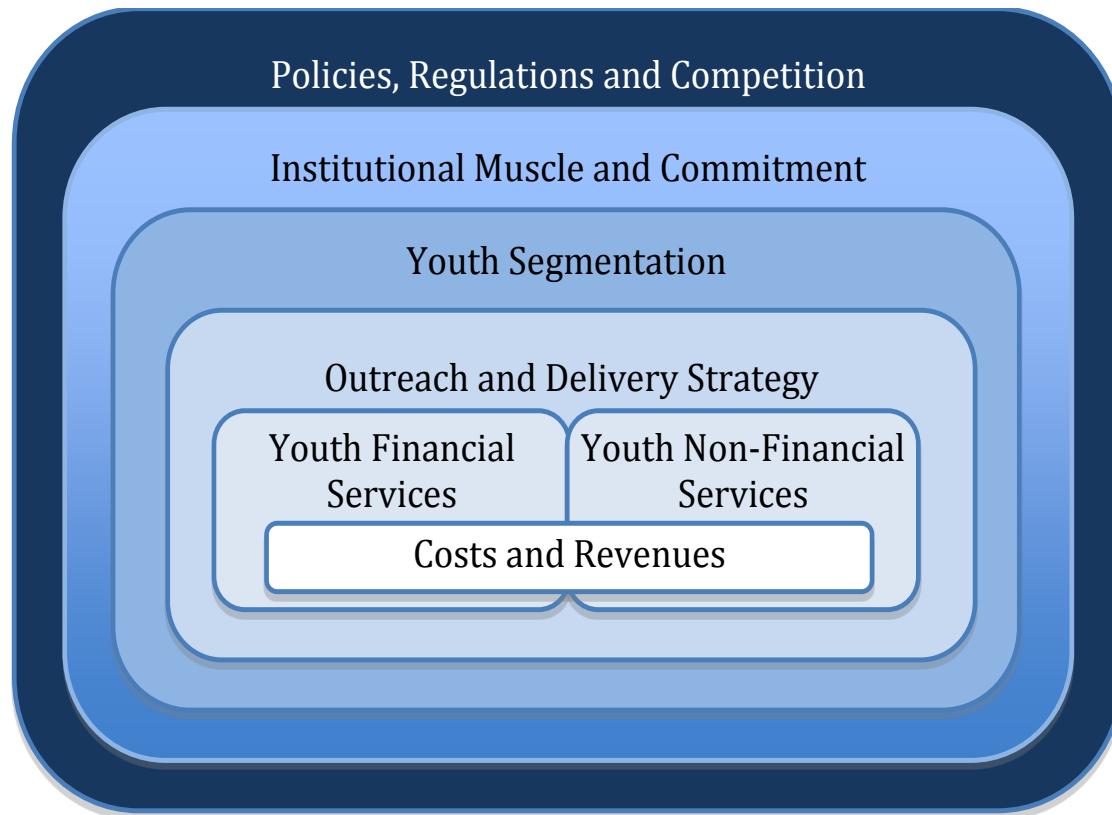 Policies, Regulations and Competition
Institutional Muscle and Commitment
Youth Segmentation
Outreach and Delivery Strategy
Youth Financial
Services
Youth Non-Financial
Services
Costs and Revenues